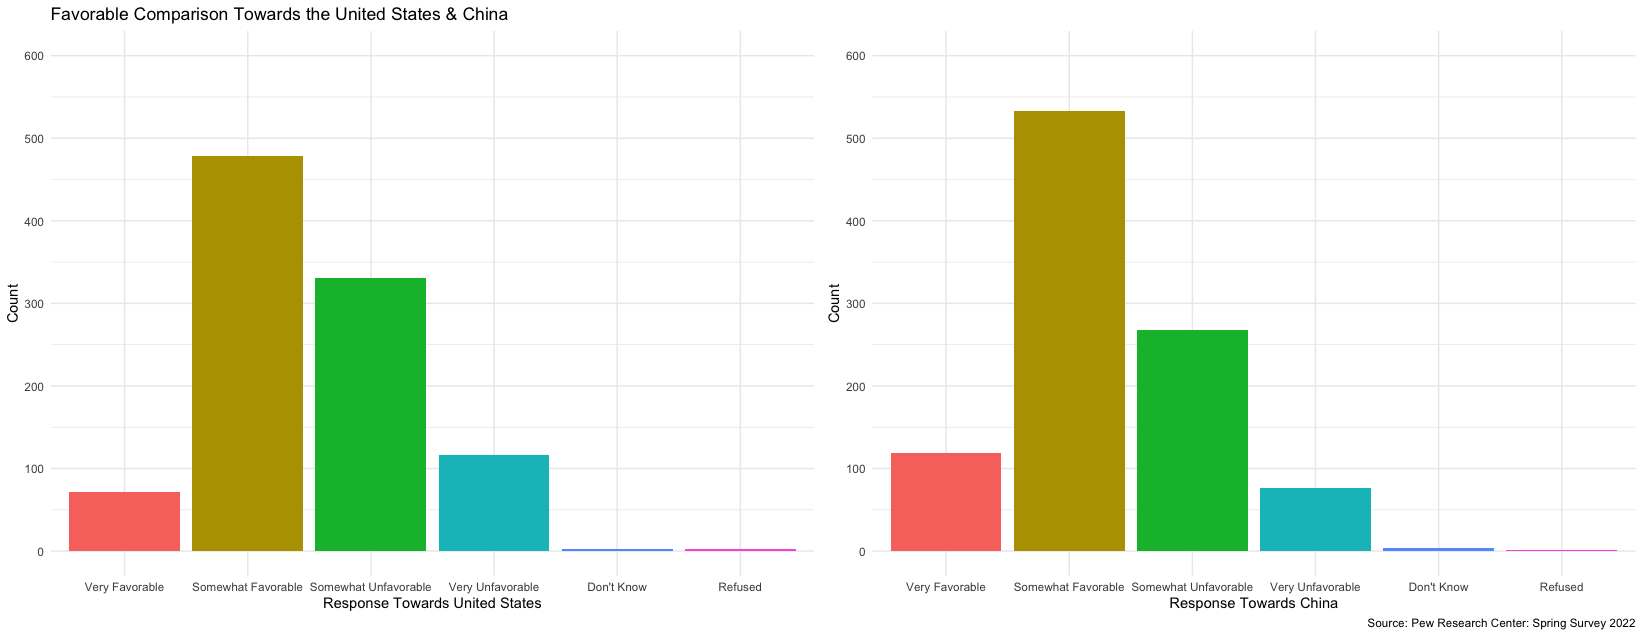 Favorable Comparison Towards the United States & China
600
500
400
300
200
100
0
Count
Very Favorable Somewhat Favorable Somewhat Unfavorable Very Unfavorable Don't Know Refused
Response Towards United States
600
500
400
300
200
100
0
Count
Very Favorable Somewhat Favorable Somewhat Unfavorable Very Unfavorable Don't Know Refused
Response Towards China
Source: Pew Research Center: Spring Survey 2022